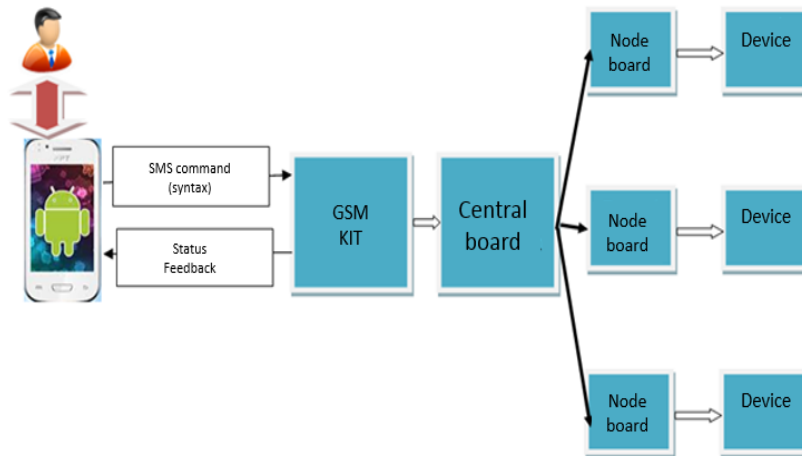 Node
board
Device
SMS command
(syntax)
GSM
KIT
Central
board
Node
board
Device
Status
Feedback
Node
board
Device